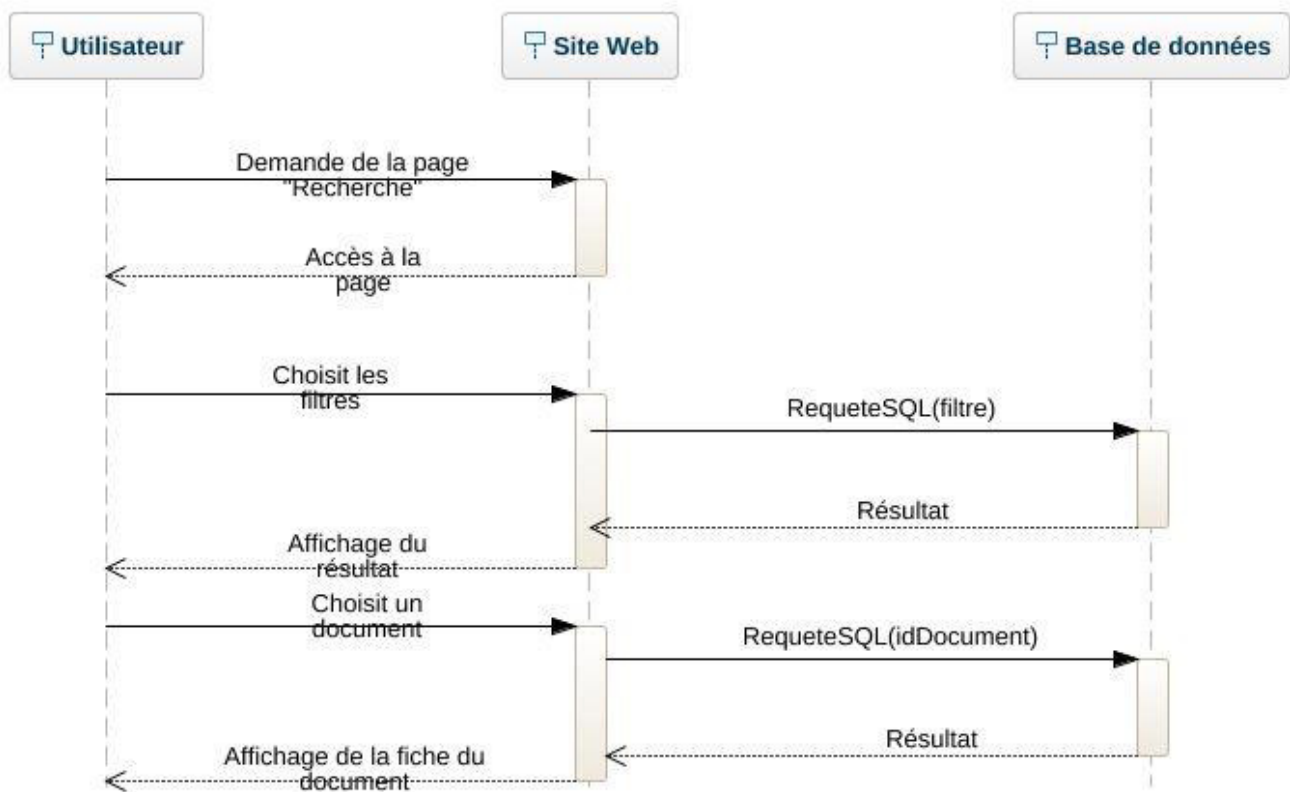 Utilisateur
Site Web
Base de données
Demande de la page
"Recherche"
Accès à la
page
Choisit les
filtres
RequeteSQL(filtre)
Résultat
Affichage du
résultat
Choisit un
document
RequeteSQL(idDocument)
Résultat
Affichage de la fiche du
document